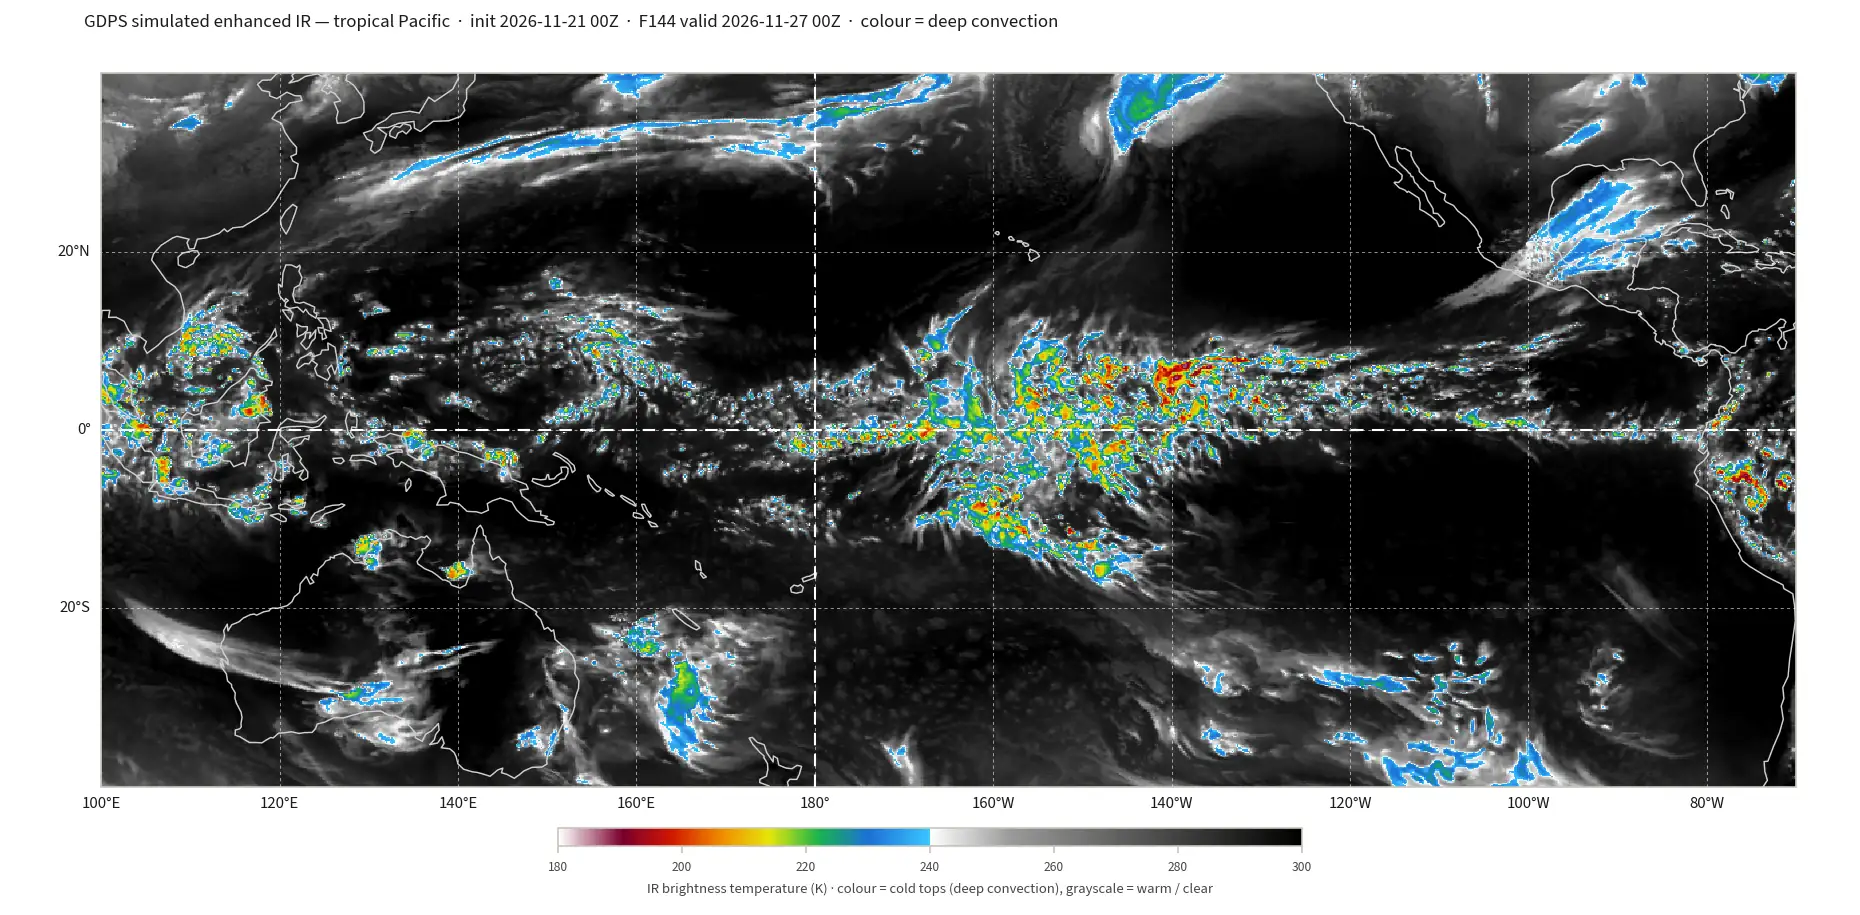 GDPS simulated enhanced IR — tropical Pacific · init 2026-11-21 00Z · F144 valid 2026-11-27 00Z · colour = deep convection
20°N
0°
20°S
100°E 120°E 140°E 160°E 180° 160°W 140°W 120°W 100°W 80°W
180 200 220 240 260 280 300
IR brightness temperature (K) · colour = cold tops (deep convection), grayscale = warm / clear